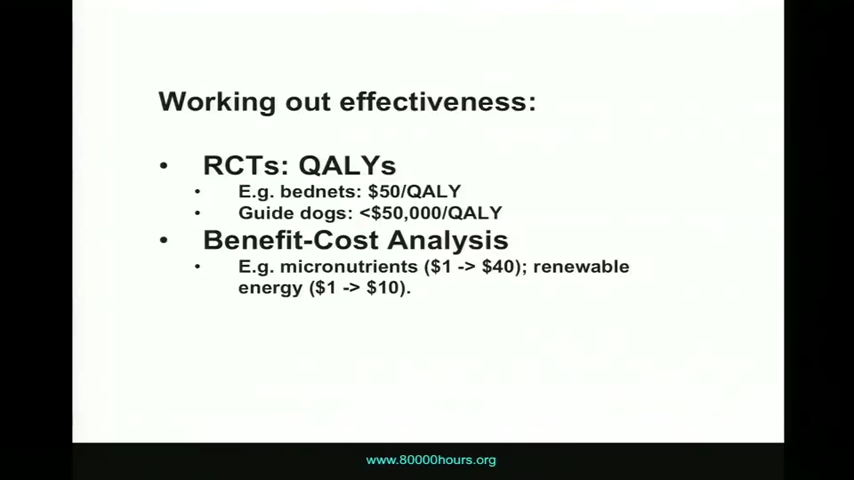 Working out effectiveness:
• RCTs: QALYs
• E.g. bednets: $50/QALY
• Guide dogs: <$50,000/QALY
• Benefit-Cost Analysis
• E.g. micronutrients ($1 -> $40); renewable
energy ($1 -> $10).
www.80000hours.org